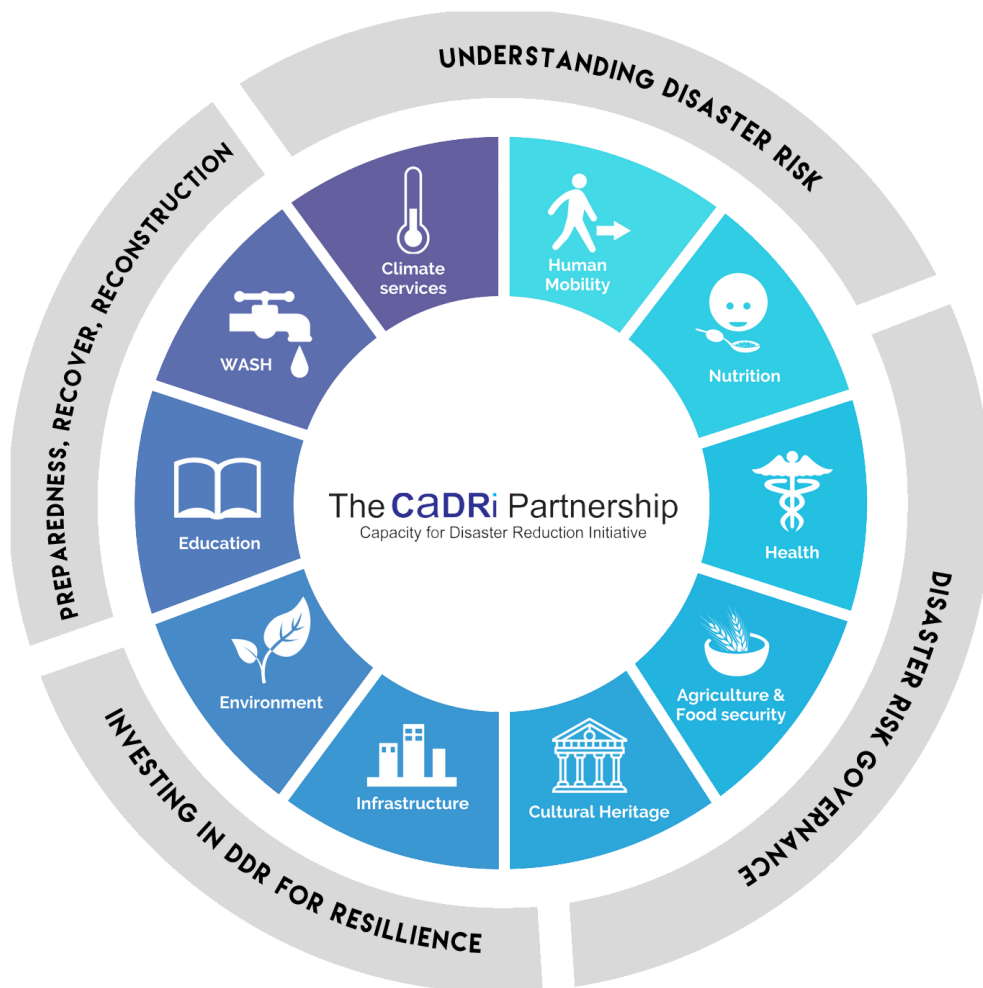 UNDERSTANDING DISASTER RISK
DISASTER RISK GOVERNANCE
INVESTING IN DDR FOR RESILLIENCE
PREPAREDNESS, RECOVER, RECONSTRUCTION
Human
Mobility
Nutrition
Health
Agriculture &
Food security
Cultural Heritage
Infrastructure
Environment
Education
WASH
Climate
services
The CaDRi Partnership
Capacity for Disaster Reduction Initiative